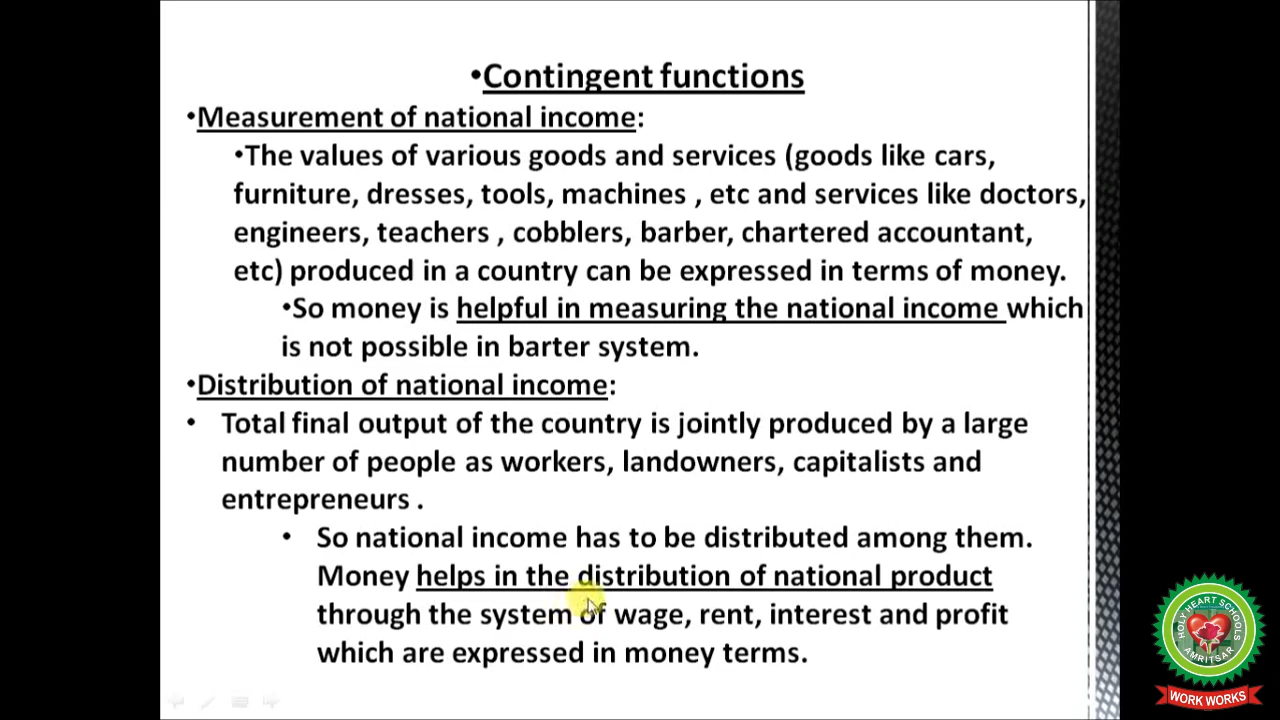 •Contingent functions
•Measurement of national income:
•The values of various goods and services (goods like cars,
furniture, dresses, tools, machines , etc and services like doctors,
engineers, teachers , cobblers, barber, chartered accountant,
etc) produced in a country can be expressed in terms of money.
•So money is helpful in measuring the national income which
is not possible in barter system.
•Distribution of national income:
• Total final output of the country is jointly produced by a large
number of people as workers, landowners, capitalists and
entrepreneurs .
• So national income has to be distributed among them.
Money helps in the distribution of national product
through the system of wage, rent, interest and profit
which are expressed in money terms.
HOLY HEART SCHOOLS
AMRITSAR
WORK WORKS